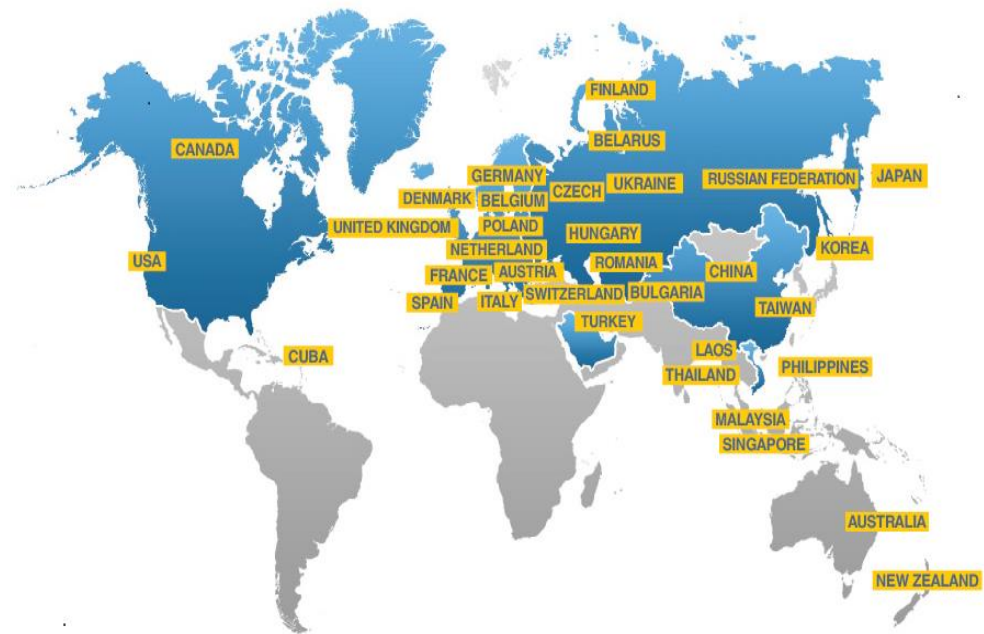 FINLAND
BELARUS
CANADA
GERMANY
CZECH
UKRAINE
RUSSIAN FEDERATION
JAPAN
DENMARK
BELGIUM
UNITED KINGDOM
POLAND
HUNGARY
KOREA
NETHERLAND
USA
ROMANIA
FRANCE
AUSTRIA
CHINA
SPAIN
ITALY
SWITZERLAND
BULGARIA
TAIWAN
TURKEY
CUBA
LAOS
THAILAND
PHILIPPINES
MALAYSIA
SINGAPORE
AUSTRALIA
NEW ZEALAND